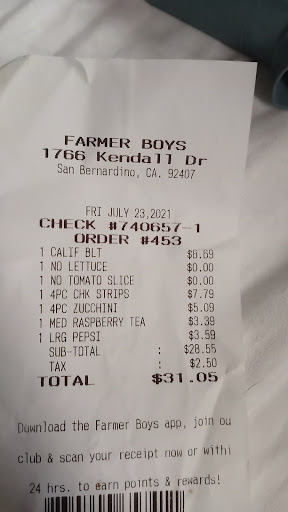 FARMER BOYS
1766 Kendall Dr
San Bernardino, CA. 92407
FRI JULY 23,2021
CHECK #740657-1
ORDER #453
1 CALIF BLT $8.69
1 NO LETTUCE $0.00
1 NO TOMATO SLICE $0.00
1 4PC CHK STRIPS $7.79
1 4PC ZUCCHINI $5.09
1 MED RASPBERRY TEA $3.39
1 LRG PEPSI $3.59
SUB-TOTAL : $28.55
TAX : $2.50
TOTAL $31.05
Download the Farmer Boys app, join ou
club & scan your receipt now or withi
24 hrs. to earn points & rewards!